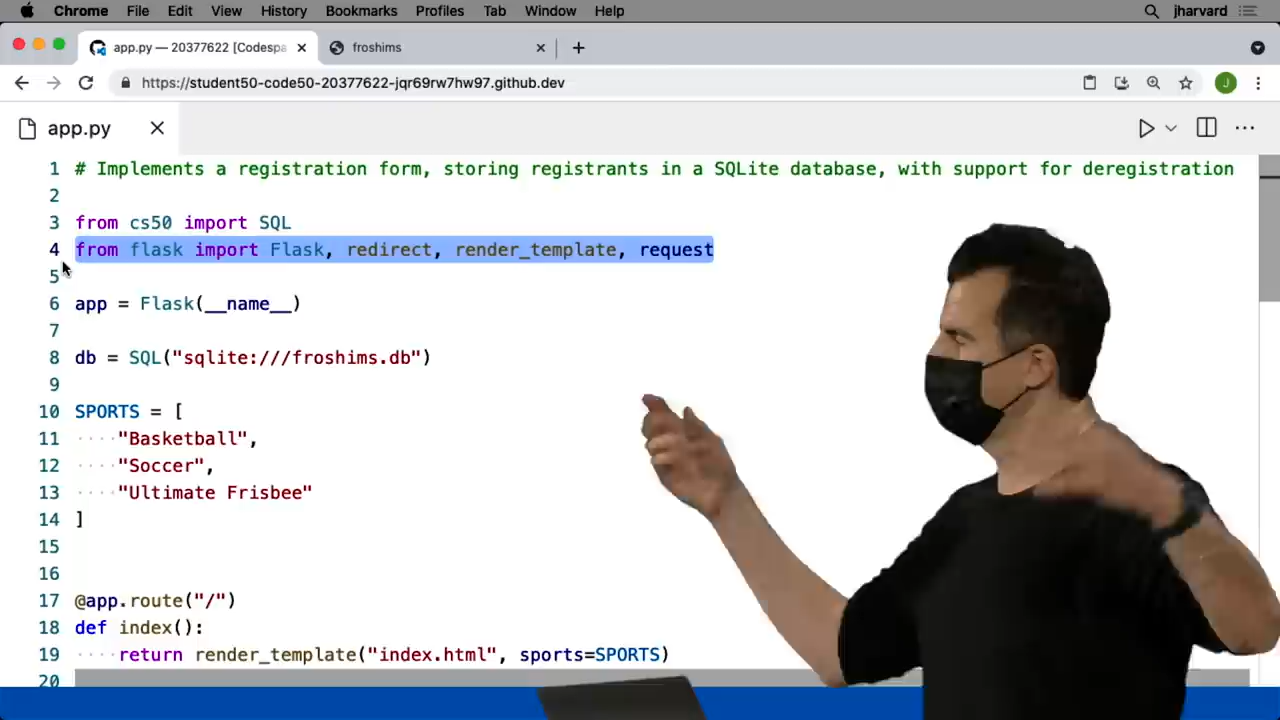 Chrome File Edit View History Bookmarks Profiles Tab Window Help jharvard
app.py — 20377622 [Codespa froshims
https://student50-code50-20377622-jqr69rw7hw97.github.dev J
app.py
1 # Implements a registration form, storing registrants in a SQLite database, with support for deregistration
2
3 from cs50 import SQL
4 from flask import Flask, redirect, render_template, request
5
6 app = Flask(__name__)
7
8 db = SQL("sqlite:///froshims.db")
9
10 SPORTS = [
11 ····"Basketball",
12 ····"Soccer",
13 ····"Ultimate Frisbee"
14 ]
15
16
17 @app.route("/")
18 def index():
19 ····return render_template("index.html", sports=SPORTS)
20